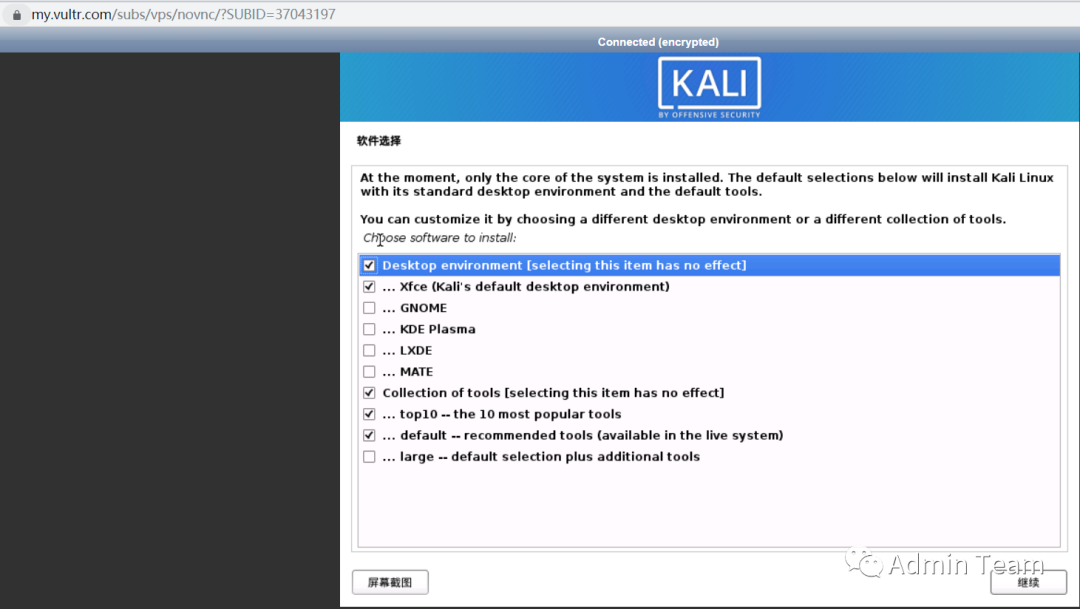 my.vultr.com/subs/vps/novnc/?SUBID=37043197
Connected (encrypted)
KALI
BY OFFENSIVE SECURITY
软件选择
At the moment, only the core of the system is installed. The default selections below will install Kali Linux
with its standard desktop environment and the default tools.
You can customize it by choosing a different desktop environment or a different collection of tools.
Choose software to install:
Desktop environment [selecting this item has no effect]
... Xfce (Kali's default desktop environment)
... GNOME
... KDE Plasma
... LXDE
... MATE
Collection of tools [selecting this item has no effect]
... top10 -- the 10 most popular tools
... default -- recommended tools (available in the live system)
... large -- default selection plus additional tools
Admin Team
屏幕截图
继续